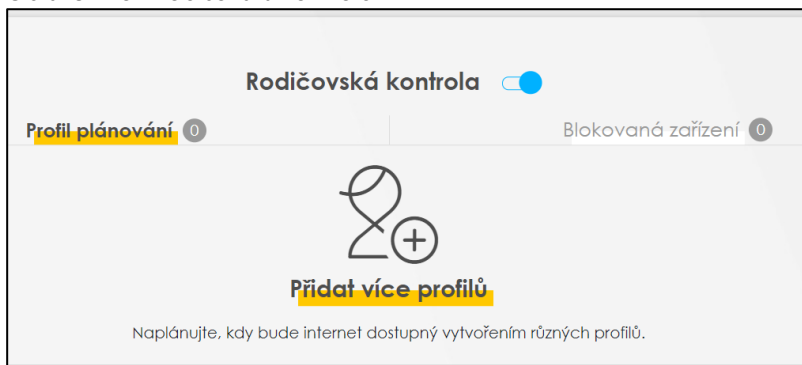 Rodičovská kontrola
Profil plánování 0
Blokovaná zařízení 0
Přidat více profilů
Naplánujte, kdy bude internet dostupný vytvořením různých profilů.